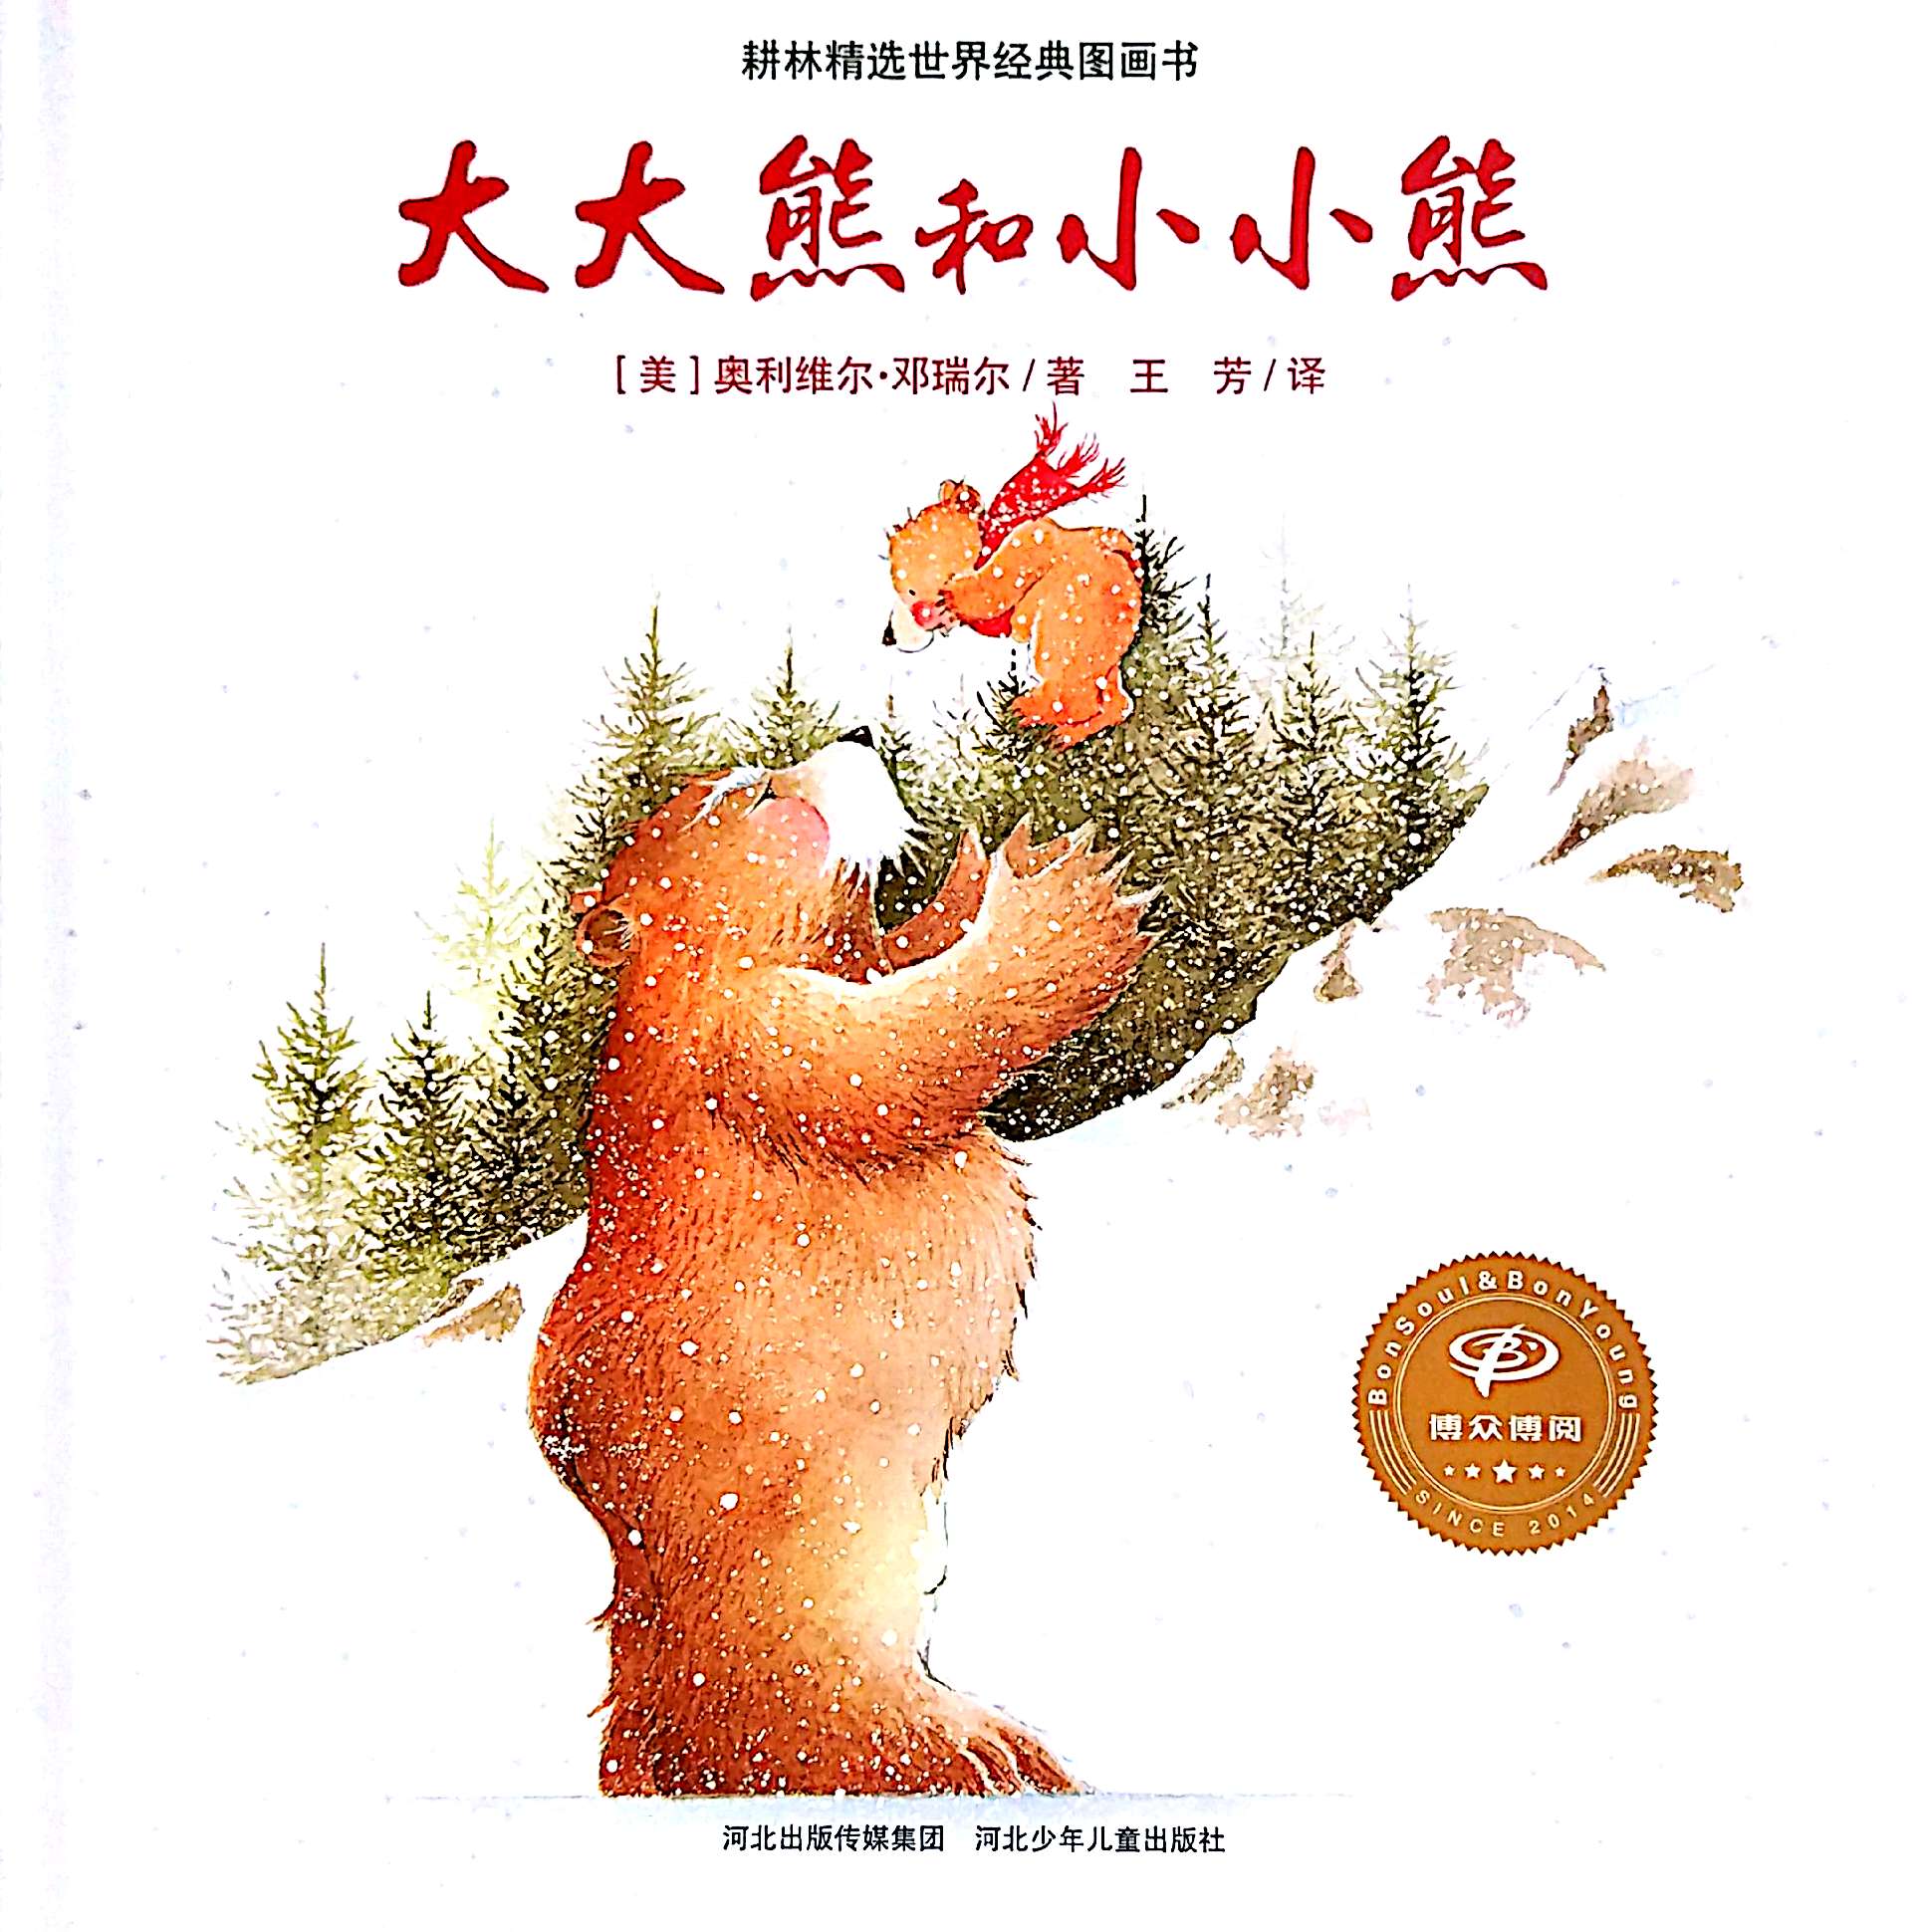 耕林精选世界经典图画书
大大熊和小小熊
[美]奥利维尔·邓瑞尔/著 王 芳/译
BonSoul&BonYoung
博众博阅
SINCE 2014
河北出版传媒集团 河北少年儿童出版社